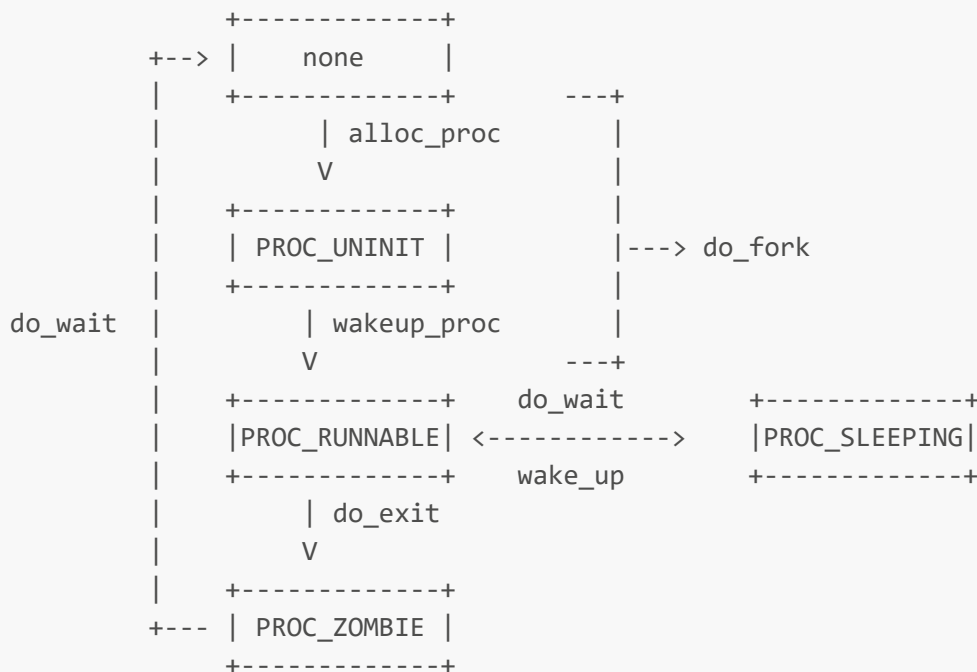 none
alloc_proc
PROC_UNINIT ---> do_fork
do_wait wakeup_proc
do_wait
PROC_RUNNABLE <------------> PROC_SLEEPING
wake_up
do_exit
PROC_ZOMBIE